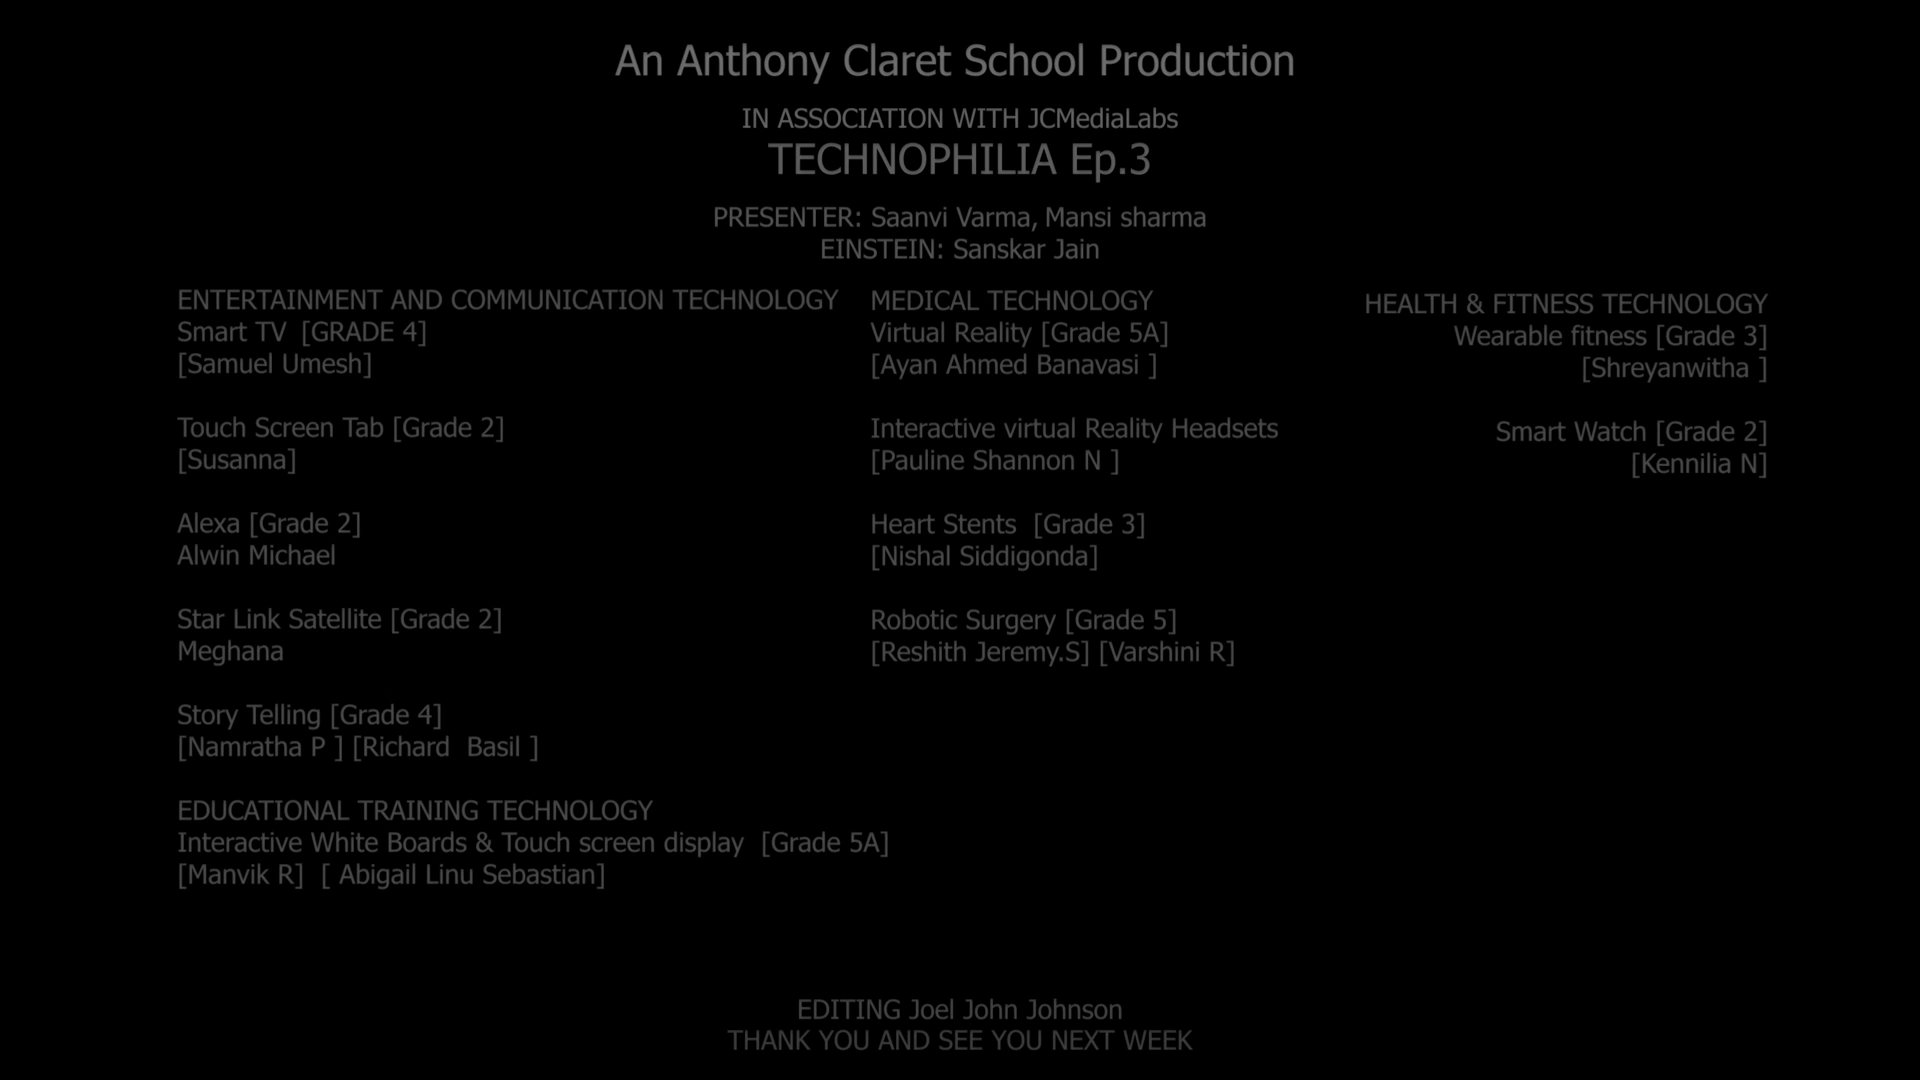 An Anthony Claret School Production
IN ASSOCIATION WITH JCMediaLabs
TECHNOPHILIA Ep.3
PRESENTER: Saanvi Varma, Mansi sharma
EINSTEIN: Sanskar Jain
ENTERTAINMENT AND COMMUNICATION TECHNOLOGY
Smart TV  [GRADE 4]
[Samuel Umesh]
Touch Screen Tab [Grade 2]
[Susanna]
Alexa [Grade 2]
Alwin Michael
Star Link Satellite [Grade 2]
Meghana
Story Telling [Grade 4]
[Namratha P ] [Richard  Basil ]
EDUCATIONAL TRAINING TECHNOLOGY
Interactive White Boards & Touch screen display  [Grade 5A]
[Manvik R]  [ Abigail Linu Sebastian]
MEDICAL TECHNOLOGY
Virtual Reality [Grade 5A]
[Ayan Ahmed Banavasi ]
Interactive virtual Reality Headsets
[Pauline Shannon N ]
Heart Stents  [Grade 3]
[Nishal Siddigonda]
Robotic Surgery [Grade 5]
[Reshith Jeremy.S] [Varshini R]
HEALTH & FITNESS TECHNOLOGY
Wearable fitness [Grade 3]
[Shreyanwitha ]
Smart Watch [Grade 2]
[Kennilia N]
EDITING Joel John Johnson
THANK YOU AND SEE YOU NEXT WEEK